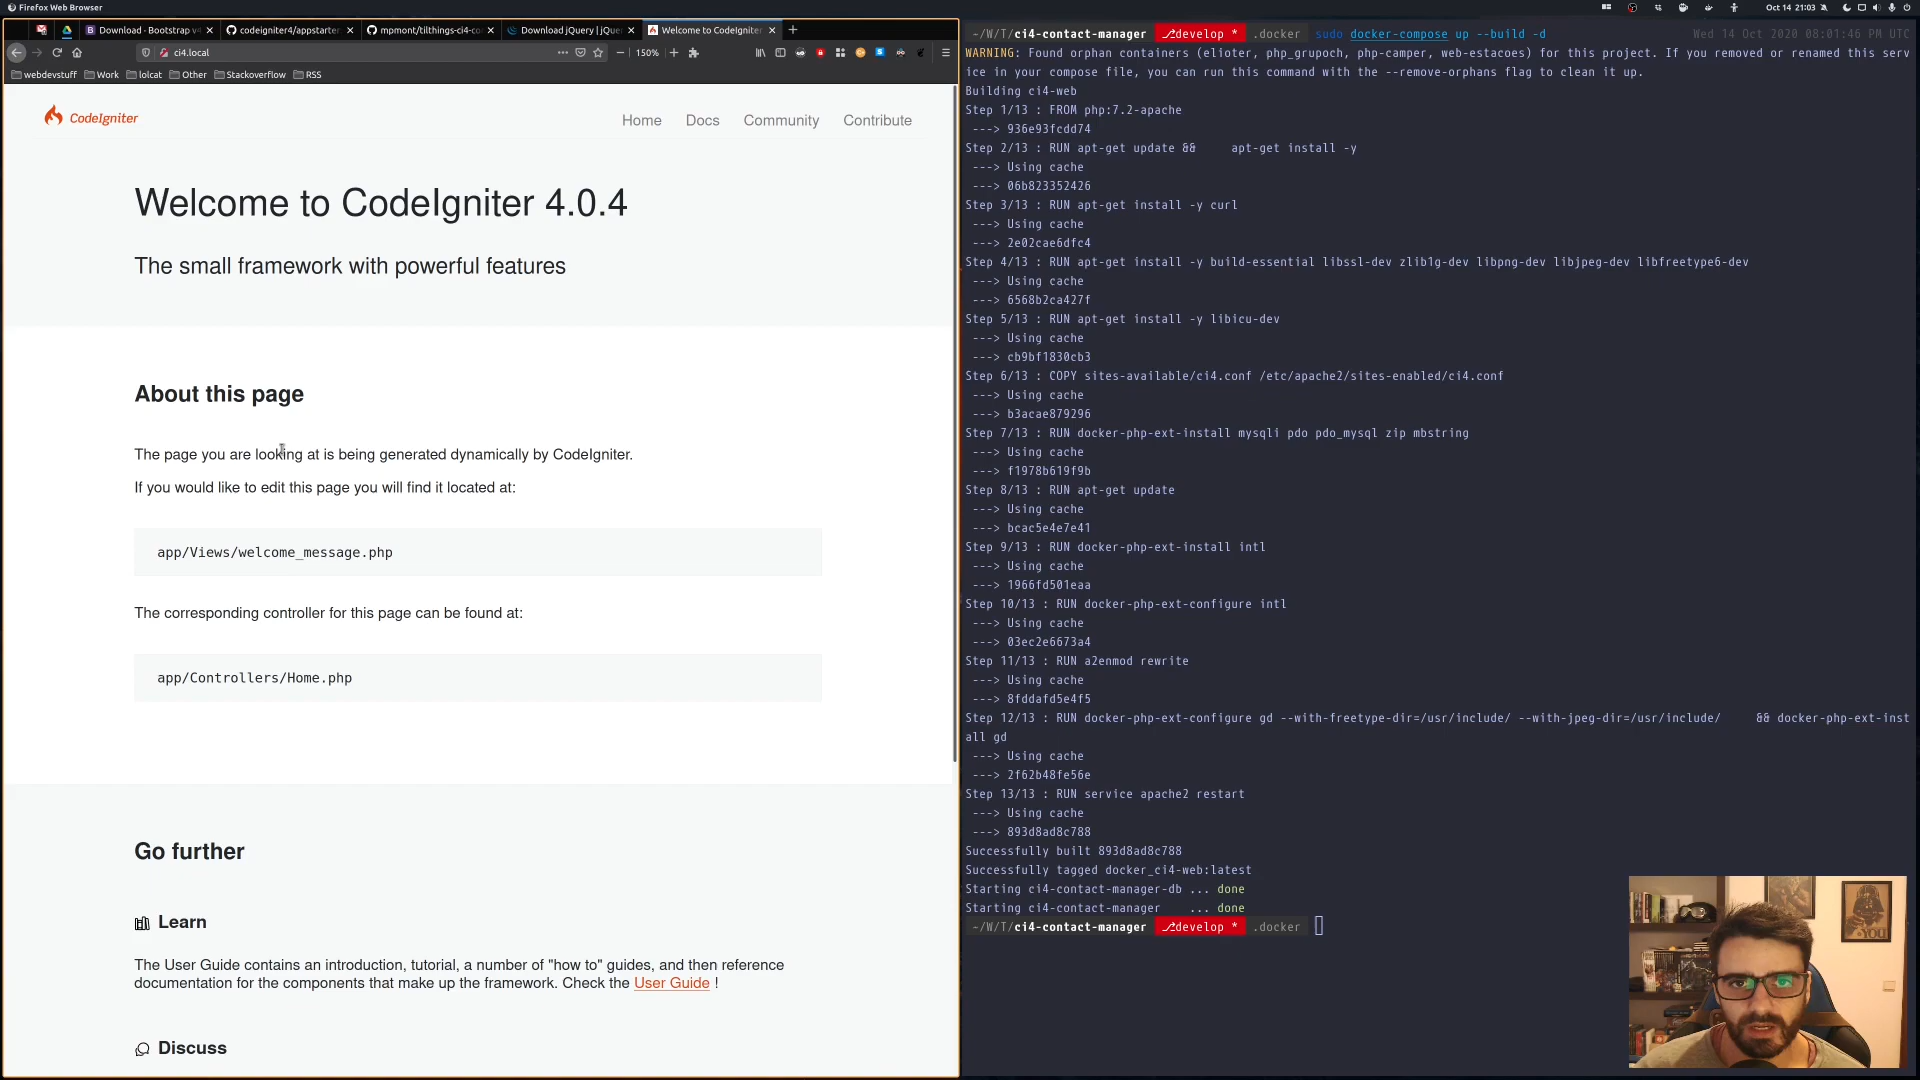 Firefox Web Browser
Oct 14 21:03
Download · Bootstrap v4
codeigniter4/appstarter
mpmont/tilthings-ci4-co
Download jQuery | jQue
Welcome to CodeIgniter
ci4.local
150%
webdevstuff
Work
lolcat
Other
Stackoverflow
RSS
CodeIgniter
Home
Docs
Community
Contribute
Welcome to CodeIgniter 4.0.4
The small framework with powerful features
About this page
The page you are looking at is being generated dynamically by CodeIgniter.
If you would like to edit this page you will find it located at:
app/Views/welcome_message.php
The corresponding controller for this page can be found at:
app/Controllers/Home.php
Go further
Learn
The User Guide contains an introduction, tutorial, a number of "how to" guides, and then reference
documentation for the components that make up the framework. Check the User Guide !
Discuss
~/W/T/ci4-contact-manager ⎇develop * .docker sudo docker-compose up --build -d Wed 14 Oct 2020 08:01:46 PM UTC
WARNING: Found orphan containers (elioter, php_grupoch, php-camper, web-estacoes) for this project. If you removed or renamed this serv
ice in your compose file, you can run this command with the --remove-orphans flag to clean it up.
Building ci4-web
Step 1/13 : FROM php:7.2-apache
---> 936e93fcdd74
Step 2/13 : RUN apt-get update && apt-get install -y
---> Using cache
---> 06b823352426
Step 3/13 : RUN apt-get install -y curl
---> Using cache
---> 2e02cae6dfc4
Step 4/13 : RUN apt-get install -y build-essential libssl-dev zlib1g-dev libpng-dev libjpeg-dev libfreetype6-dev
---> Using cache
---> 6568b2ca427f
Step 5/13 : RUN apt-get install -y libicu-dev
---> Using cache
---> cb9bf1830cb3
Step 6/13 : COPY sites-available/ci4.conf /etc/apache2/sites-enabled/ci4.conf
---> Using cache
---> b3acae879296
Step 7/13 : RUN docker-php-ext-install mysqli pdo pdo_mysql zip mbstring
---> Using cache
---> f1978b619f9b
Step 8/13 : RUN apt-get update
---> Using cache
---> bcac5e4e7e41
Step 9/13 : RUN docker-php-ext-install intl
---> Using cache
---> 1966fd501eaa
Step 10/13 : RUN docker-php-ext-configure intl
---> Using cache
---> 03ec2e6673a4
Step 11/13 : RUN a2enmod rewrite
---> Using cache
---> 8fddafd5e4f5
Step 12/13 : RUN docker-php-ext-configure gd --with-freetype-dir=/usr/include/ --with-jpeg-dir=/usr/include/ && docker-php-ext-inst
all gd
---> Using cache
---> 2f62b48fe56e
Step 13/13 : RUN service apache2 restart
---> Using cache
---> 893d8ad8c788
Successfully built 893d8ad8c788
Successfully tagged docker_ci4-web:latest
Starting ci4-contact-manager-db ... done
Starting ci4-contact-manager ... done
~/W/T/ci4-contact-manager ⎇develop * .docker
YOU